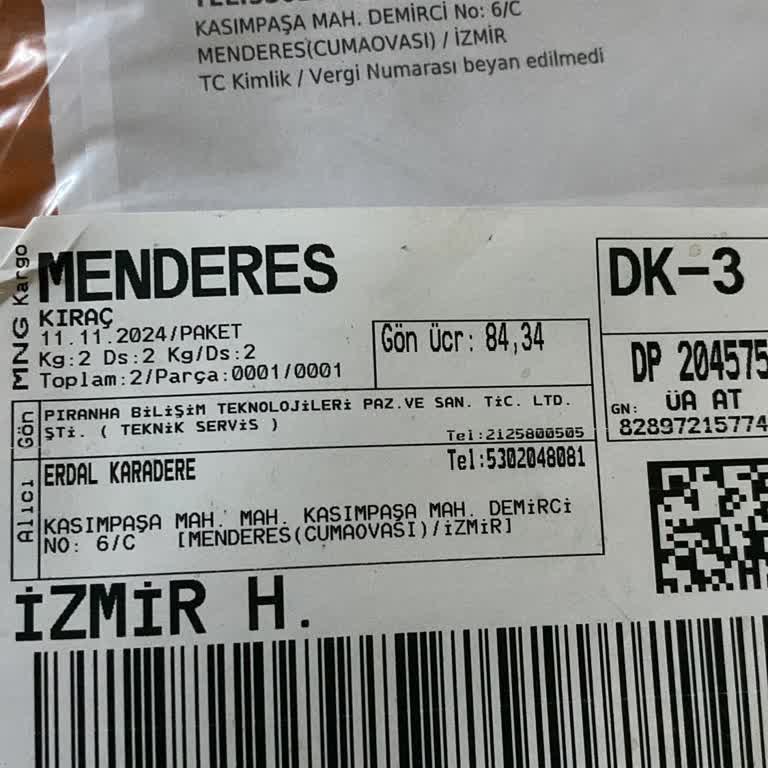 KASIMPAŞA MAH. DEMİRCİ No: 6/C
MENDERES(CUMAOVASI) / İZMİR
TC Kimlik / Vergi Numarası beyan edilmedi
MNG Kargo
MENDERES
KIRAÇ
11.11.2024/PAKET
Kg:2 Ds:2 Kg/Ds:2
Toplam:2/Parça:0001/0001
Gön Ücr: 84,34
DK-3
DP 204575
GN: ÜA AT
82897215774
Gön
PIRANHA BİLİŞİM TEKNOLOJİLERİ PAZ.VE SAN. TİC. LTD.
ŞTİ. ( TEKNİK SERVİS )
Tel:2125800505
Alıcı
ERDAL KARADERE
Tel:5302048081
KASIMPAŞA MAH. MAH. KASIMPAŞA MAH. DEMİRCİ
NO: 6/C [MENDERES(CUMAOVASI)/İZMİR]
İZMİR H.